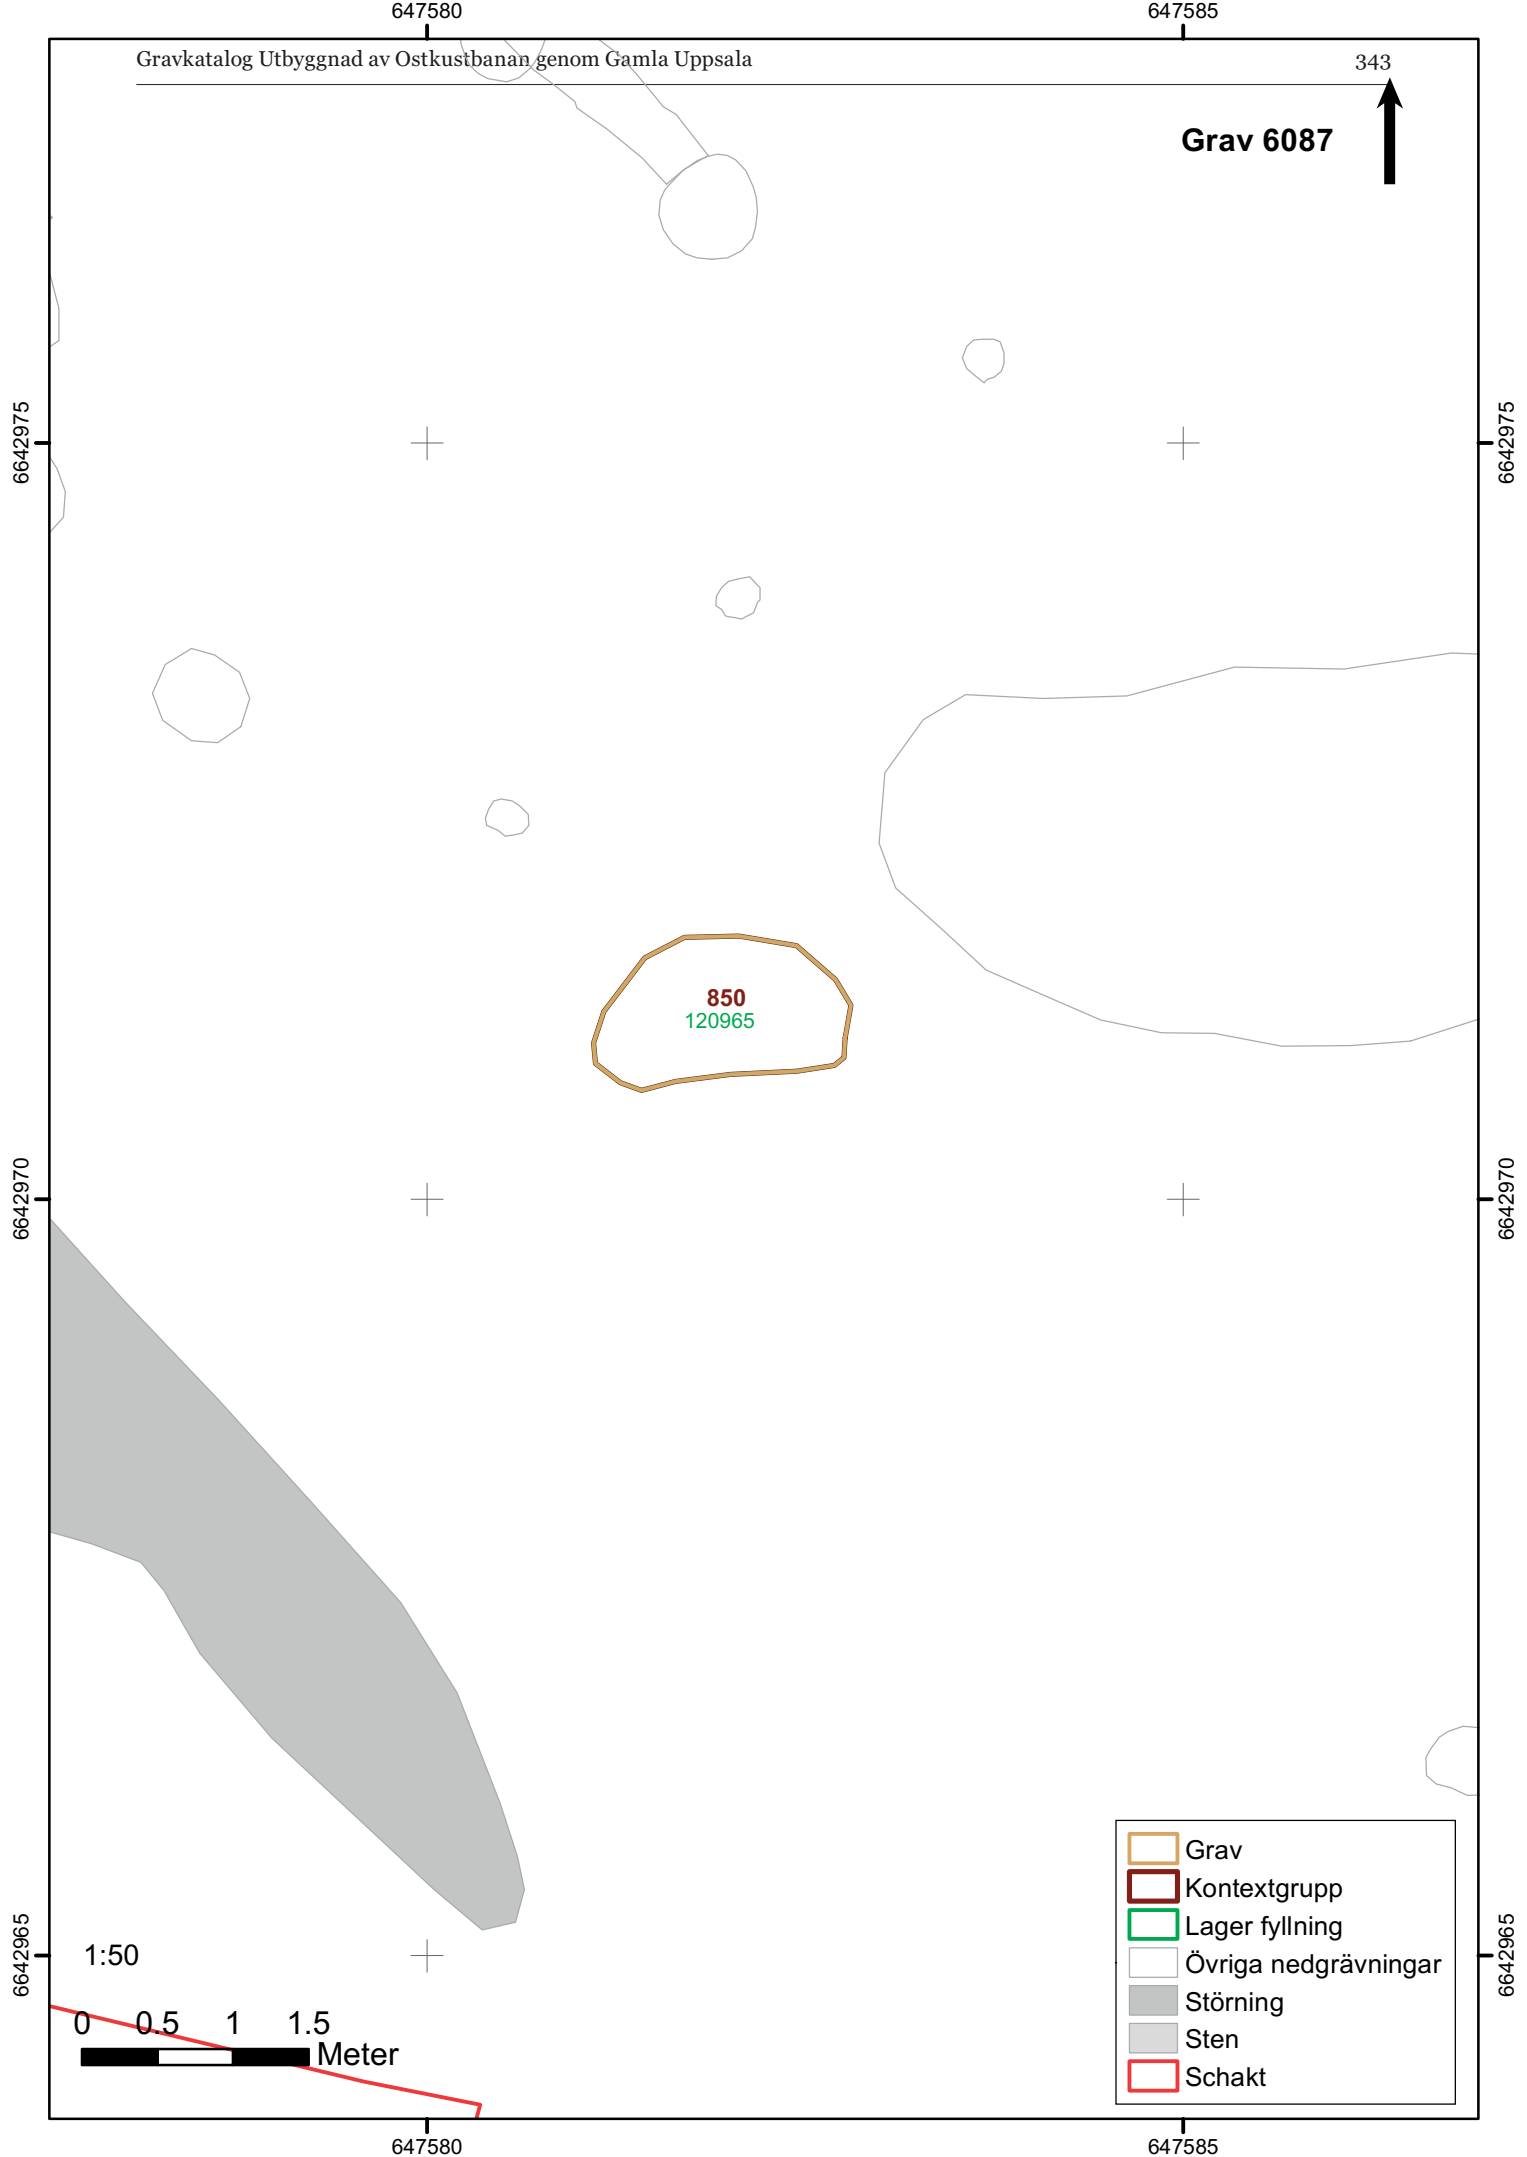 647580 647585
Gravkatalog Utbyggnad av Ostkustbanan genom Gamla Uppsala 343
Grav 6087
6642975 6642975
850
120965
6642970 6642970
Grav
Kontextgrupp
Lager fyllning
Övriga nedgrävningar
Störning
Sten
Schakt
6642965 6642965
1:50
0 0.5 1 1.5
Meter
647580 647585